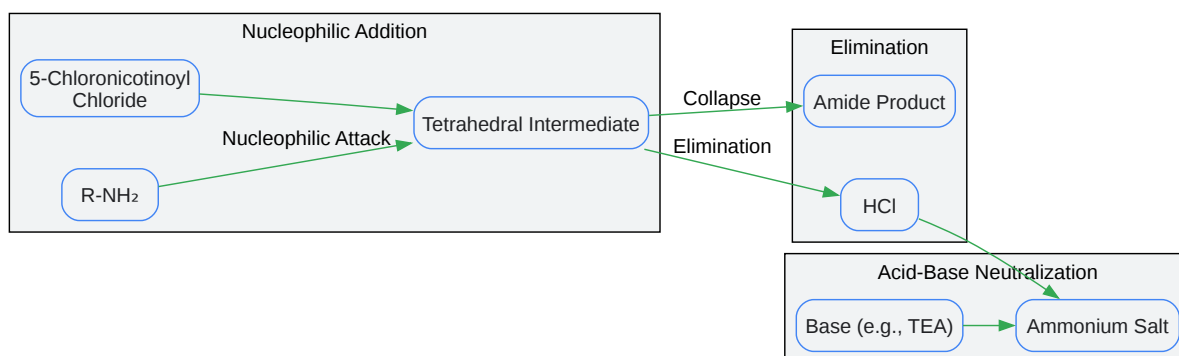 Nucleophilic Addition
5-Chloronicotinoyl
Chloride
Nucleophilic Attack
R-NH₂
Tetrahedral Intermediate
Collapse
Elimination
Elimination
Amide Product
HCl
Acid-Base Neutralization
Base (e.g., TEA)
Ammonium Salt